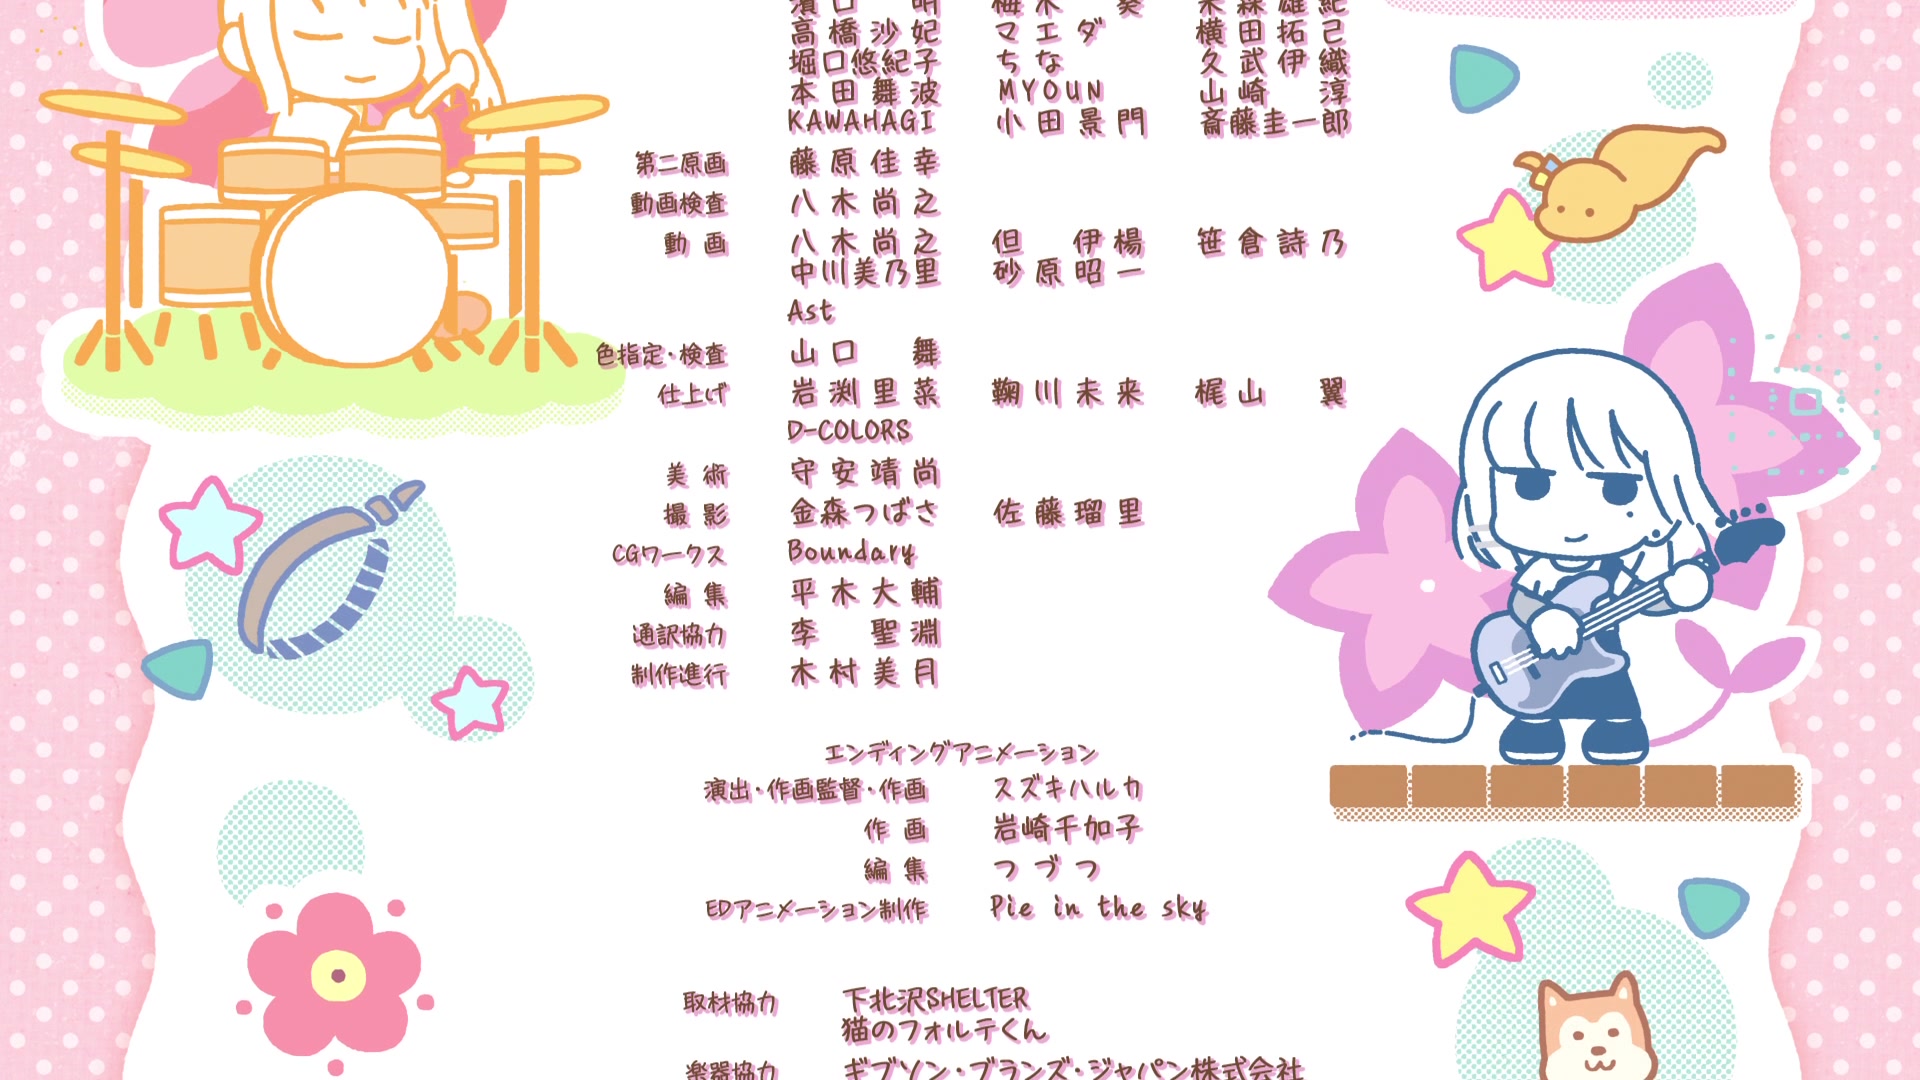 濱口　明　梅木　葵　米森雄紀
高橋沙妃　マエダ　横田拓己
堀口悠紀子　ちな　久武伊織
本田舞波　MYOUN　山崎　淳
KAWAHAGI　小田景門　斎藤圭一郎
第二原画　藤原佳幸
動画検査　八木尚之
動画　八木尚之　但　伊楊　笹倉詩乃
中川美乃里　砂原昭一
Ast
色指定・検査　山口　舞
仕上げ　岩渕里菜　鞠川未来　梶山　翼
D-COLORS
美術　守安靖尚
撮影　金森つばさ　佐藤瑠里
CGワークス　Boundary
編集　平木大輔
通訳協力　李　聖淵
制作進行　木村美月
エンディングアニメーション
演出・作画監督・作画　スズキハルカ
作画　岩崎千加子
編集　つづつ
EDアニメーション制作　Pie in the sky
取材協力　下北沢SHELTER
猫のフォルテくん
楽器協力　ギブソン・ブランズ・ジャパン株式会社